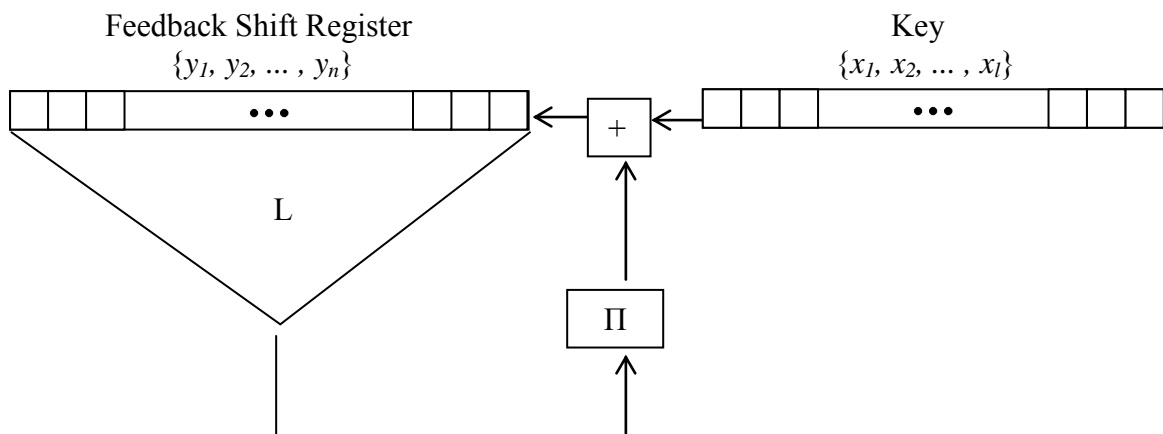 Feedback Shift Register
{y1, y2, ... , yn}
Key
{x1, x2, ... , xl}
+
L
Π